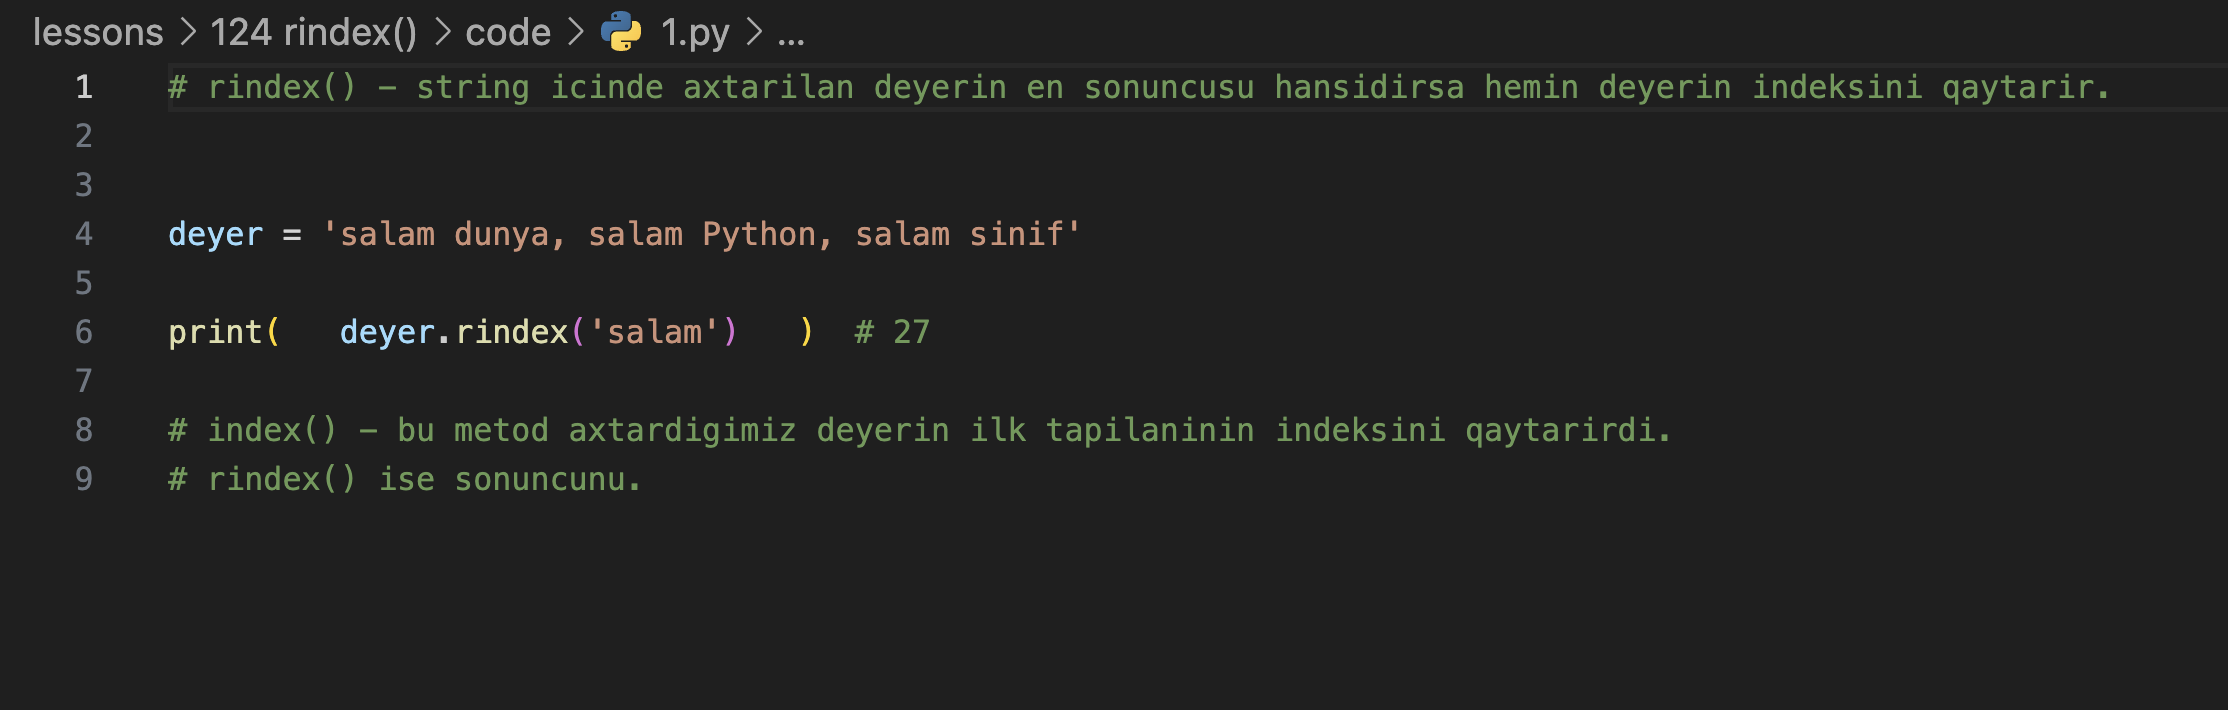 lessons > 124 rindex() > code > 1.py > ...
1 # rindex() - string icinde axtarilan deyerin en sonuncusu hansidirsa hemin deyerin indeksini qaytarir.
2
3
4 deyer = 'salam dunya, salam Python, salam sinif'
5
6 print(   deyer.rindex('salam')   )  # 27
7
8 # index() - bu metod axtardigimiz deyerin ilk tapilaninin indeksini qaytarirdi.
9 # rindex() ise sonuncunu.